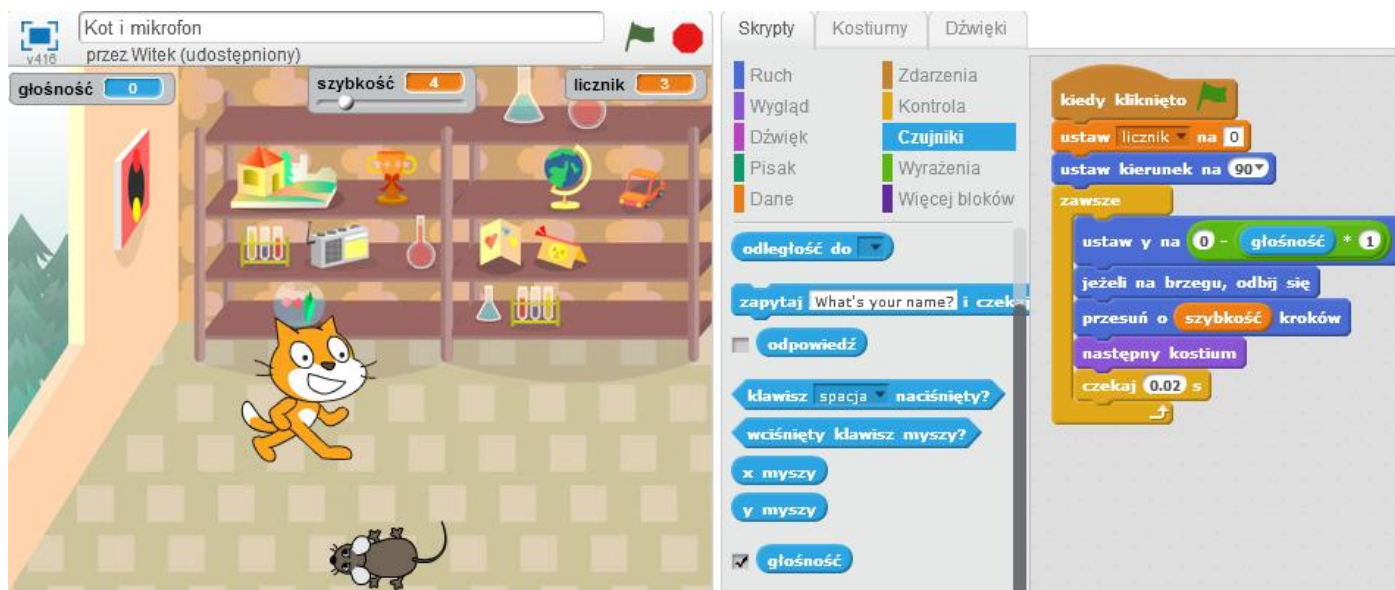 Kot i mikrofon
v416
przez Witek (udostępniony)
głośność 0
szybkość 4
licznik 3
Skrypty
Kostiumy
Dźwięki
Ruch
Zdarzenia
Wygląd
Kontrola
Dźwięk
Czujniki
Pisak
Wyrażenia
Dane
Więcej bloków
odległość do
zapytaj What's your name? i czekaj
odpowiedź
klawisz spacja naciśnięty?
wciśnięty klawisz myszy?
x myszy
y myszy
głośność
kiedy kliknięto
ustaw licznik na 0
ustaw kierunek na 90
zawsze
ustaw y na 0 - głośność * 1
jeżeli na brzegu, odbij się
przesuń o szybkość kroków
następny kostium
czekaj 0.02 s